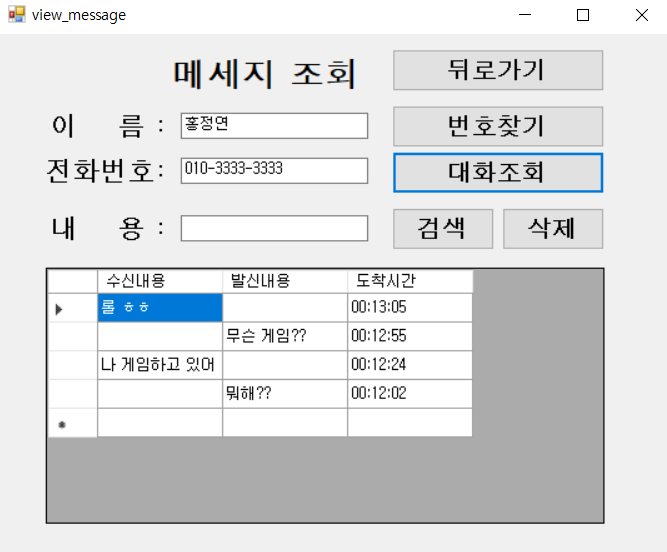 view_message
메세지 조회 뒤로가기
이 름 : 홍정연 번호찾기
전화번호: 010-3333-3333 대화조회
내 용 : 검색 삭제
수신내용 발신내용 도착시간
롤 ㅎㅎ 00:13:05
무슨 게임?? 00:12:55
나 게임하고 있어 00:12:24
뭐해?? 00:12:02